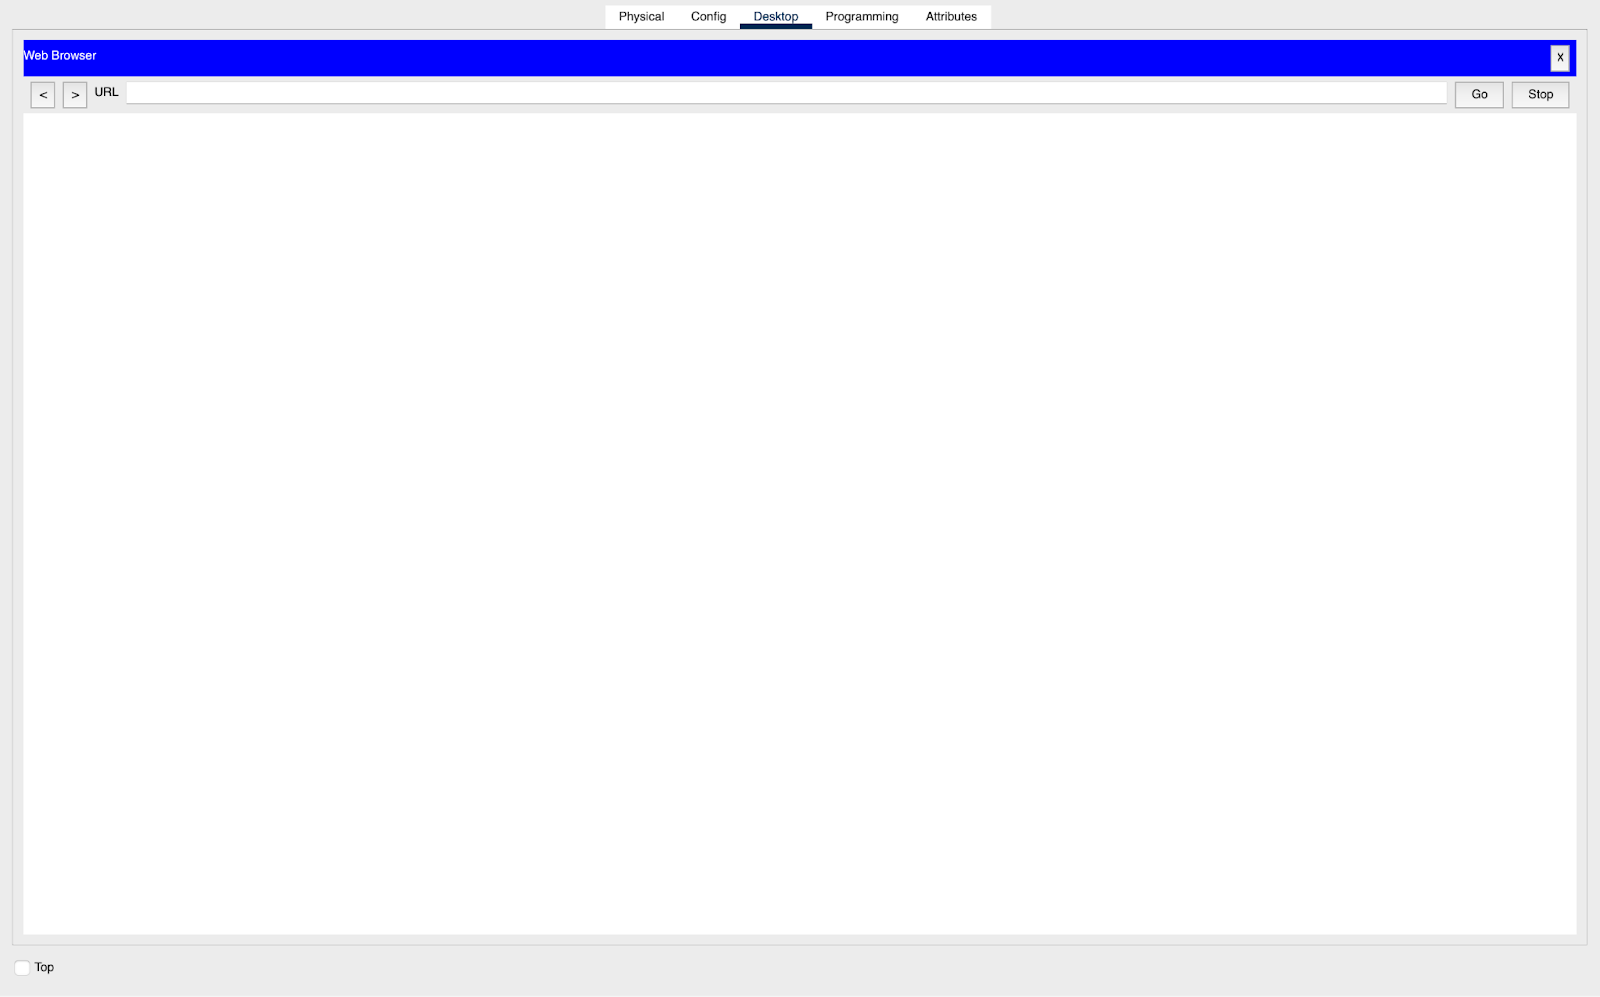 Physical Config Desktop Programming Attributes
Web Browser X
< > URL Go Stop
Top